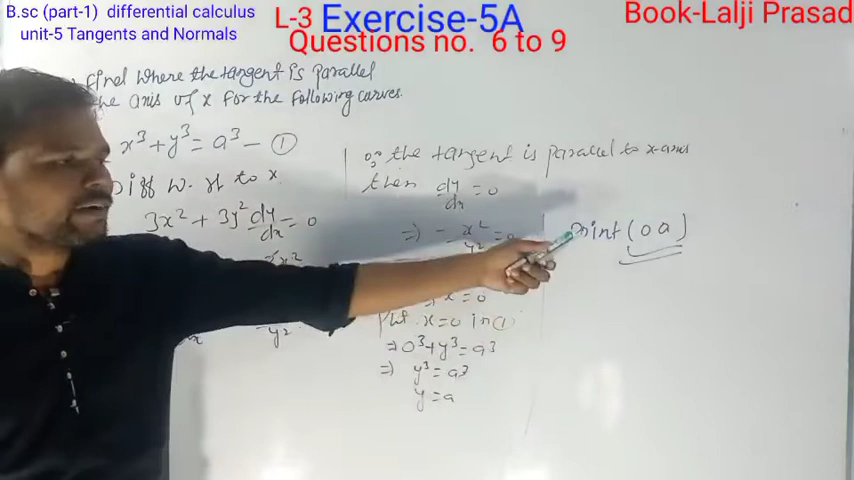 B.sc (part-1) differential calculus
unit-5 Tangents and Normals
L-3 Exercise-5A
Questions no. 6 to 9
Book-Lalji Prasad
find where the tangent is parallel
the axis of x for the following curves.
x³ + y³ = a³ - ①
Diff w. r. t to x
3x² + 3y² dy/dx = 0
x²
y²
∵ the tangent is parallel to x-axis
then dy/dx = 0
⇒ - x²/y² = 0
x = 0
Put x = 0 in ①
⇒ 0³ + y³ = a³
⇒ y³ = a³
y = a
Point (0 a)